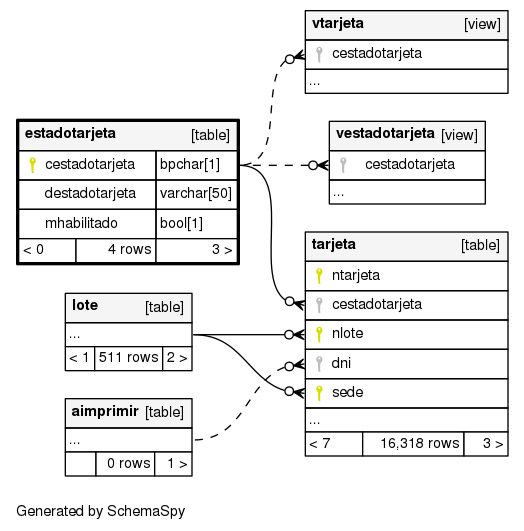 vtarjeta [view]
cestadotarjeta
...
estadotarjeta [table]
cestadotarjeta bpchar[1]
destadotarjeta varchar[50]
mhabilitado bool[1]
< 0 4 rows 3 >
vestadotarjeta [view]
cestadotarjeta
...
tarjeta [table]
ntarjeta
cestadotarjeta
nlote
dni
sede
...
< 7 16,318 rows 3 >
lote [table]
...
< 1 511 rows 2 >
aimprimir [table]
...
0 rows 1 >
Generated by SchemaSpy